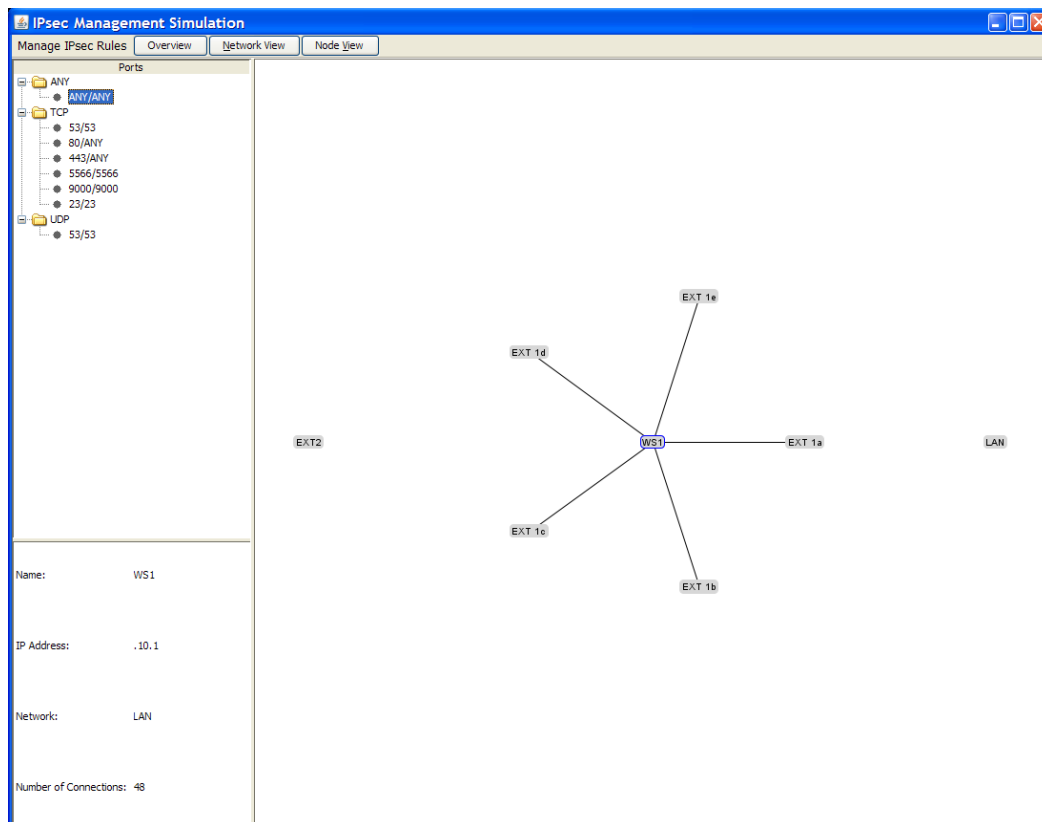 IPsec Management Simulation
Manage IPsec Rules Overview Network View Node View
Ports
ANY
ANY/ANY
TCP
53/53
80/ANY
443/ANY
5566/5566
9000/9000
23/23
UDP
53/53
EXT 1e
EXT 1d
EXT2
WS1
EXT 1a
LAN
EXT 1c
EXT 1b
Name: WS1
IP Address: .10.1
Network: LAN
Number of Connections: 48